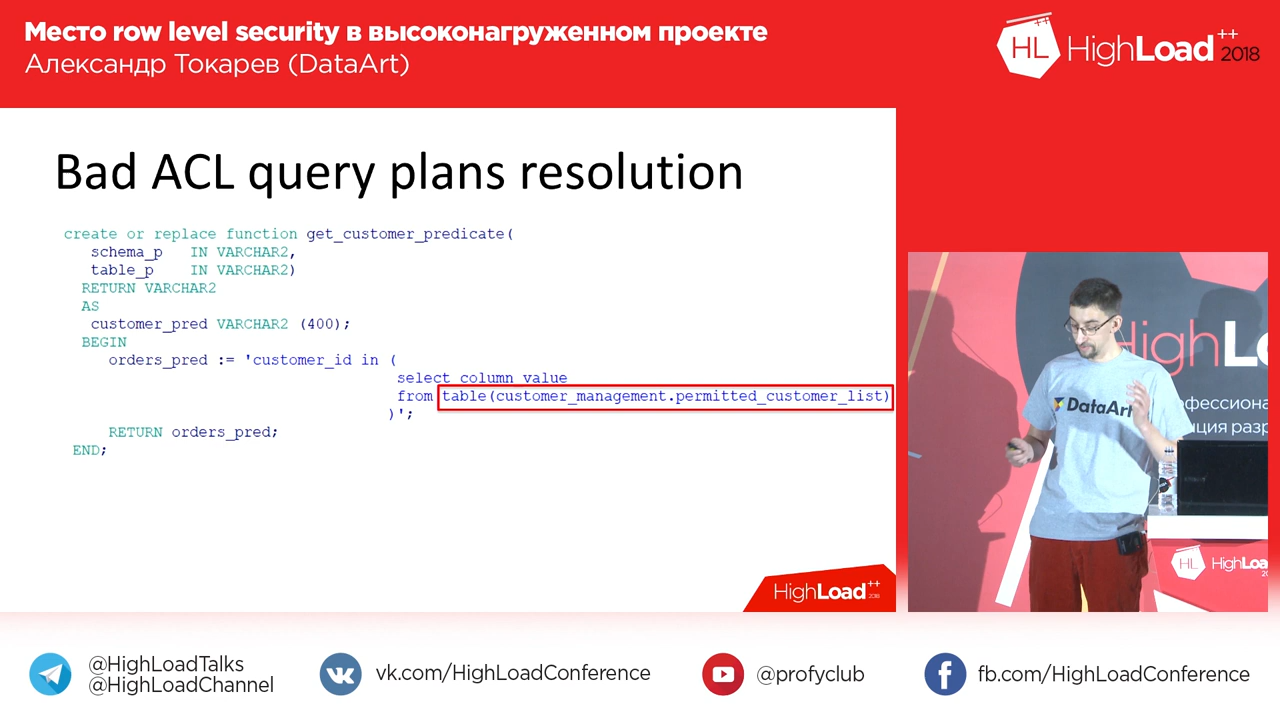 Место row level security в высоконагруженном проекте
Александр Токарев (DataArt)
HL HighLoad++ 2018
Bad ACL query plans resolution
create or replace function get_customer_predicate(
schema_p IN VARCHAR2,
table_p IN VARCHAR2)
RETURN VARCHAR2
AS
customer_pred VARCHAR2 (400);
BEGIN
orders_pred := 'customer_id in (
select column_value
from table(customer_management.permitted_customer_list)
)';
RETURN orders_pred;
END;
HighLoad++ 2018
DataArt
HL HighLoad
@HighLoadTalks
@HighLoadChannel
vk.com/HighLoadConference
@profyclub
fb.com/HighLoadConference